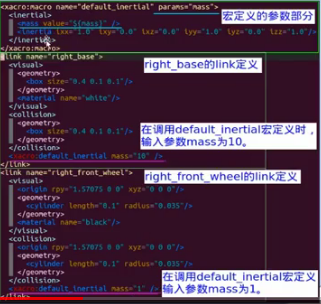 <xacro:macro name="default_inertial" params="mass">
宏定义的参数部分
<inertial>
<mass value="${mass}" />
<inertia ixx="1.0" ixy="0.0" ixz="0.0" iyy="1.0" iyz="0.0" izz="1.0" />
</inertial>
</xacro:macro>
<link name="right_base">
right_base的link定义
<visual>
<geometry>
<box size="0.4 0.1 0.1"/>
</geometry>
<material name="white"/>
</visual>
<collision>
<geometry>
<box size="0.4 0.1 0.1"/>
</geometry>
</collision>
在调用default_inertial宏定义时，
输入参数mass为10。
<xacro:default_inertial mass="10" />
</link>
<link name="right_front_wheel">
right_front_wheel的link定义
<visual>
<origin rpy="1.57075 0 0" xyz="0 0 0"/>
<geometry>
<cylinder length="0.1" radius="0.035"/>
</geometry>
<material name="black"/>
</visual>
<collision>
<origin rpy="1.57075 0 0" xyz="0 0 0"/>
<geometry>
<cylinder length="0.1" radius="0.035"/>
</geometry>
</collision>
在调用default_inertial宏定义
输入参数mass为1。
<xacro:default_inertial mass="1" />
</link>